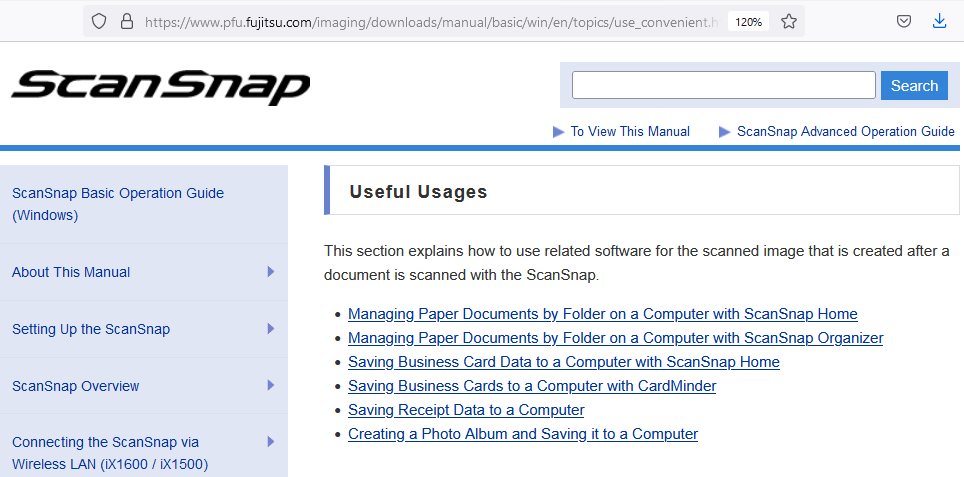 https://www.pfu.fujitsu.com/imaging/downloads/manual/basic/win/en/topics/use_convenient.h
120%
ScanSnap
Search
To View This Manual
ScanSnap Advanced Operation Guide
ScanSnap Basic Operation Guide
(Windows)
About This Manual
Setting Up the ScanSnap
ScanSnap Overview
Connecting the ScanSnap via
Wireless LAN (iX1600 / iX1500)
Useful Usages
This section explains how to use related software for the scanned image that is created after a
document is scanned with the ScanSnap.
Managing Paper Documents by Folder on a Computer with ScanSnap Home
Managing Paper Documents by Folder on a Computer with ScanSnap Organizer
Saving Business Card Data to a Computer with ScanSnap Home
Saving Business Cards to a Computer with CardMinder
Saving Receipt Data to a Computer
Creating a Photo Album and Saving it to a Computer